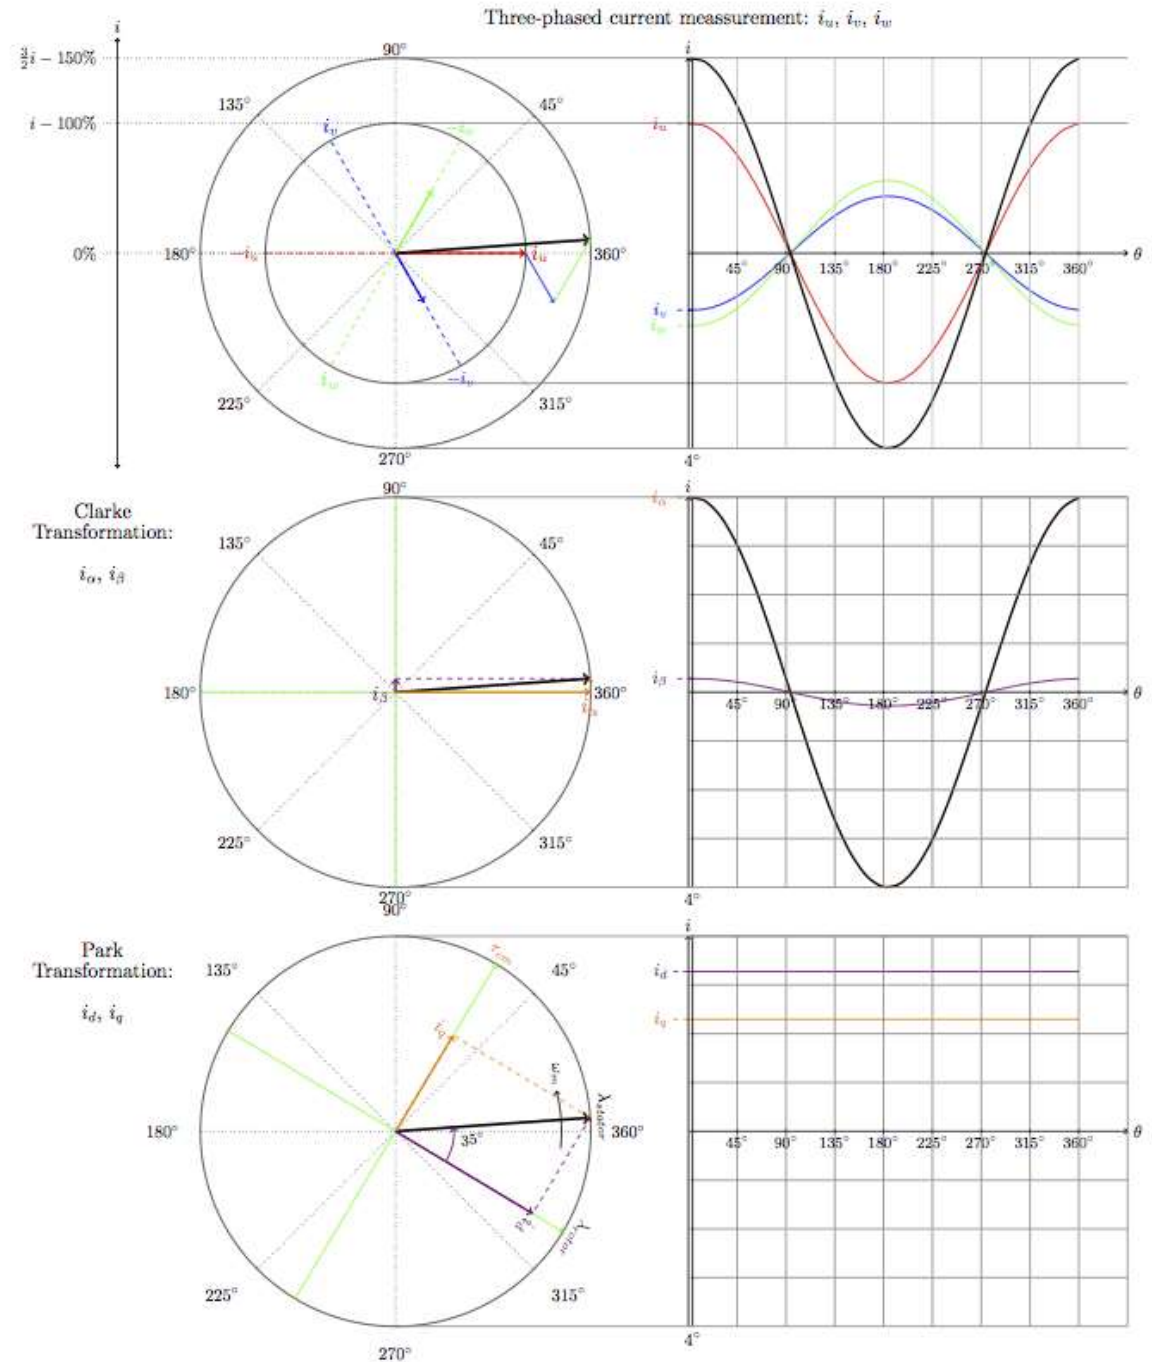 Three-phased current meassurement: i_u, i_v, i_w
i
3/2 i − 150%
i − 100%
0%
90°
135°
45°
i_v
−i_w
180°
−i_u
i_u
360°
i_w
−i_v
225°
315°
270°
i
i_u
i_v
i_w
45° 90° 135° 180° 225° 270° 315° 360°
θ
4°
Clarke
Transformation:
i_α, i_β
90°
135°
45°
180°
i_β
360°
i_α
225°
315°
270°
i
i_α
i_β
45° 90° 135° 180° 225° 270° 315° 360°
θ
4°
Park
Transformation:
i_d, i_q
90°
135°
τ_em
45°
i_q
ω_m
λ_stator
180°
35°
360°
i_d
λ_rotor
225°
315°
270°
i
i_d
i_q
45° 90° 135° 180° 225° 270° 315° 360°
θ
4°